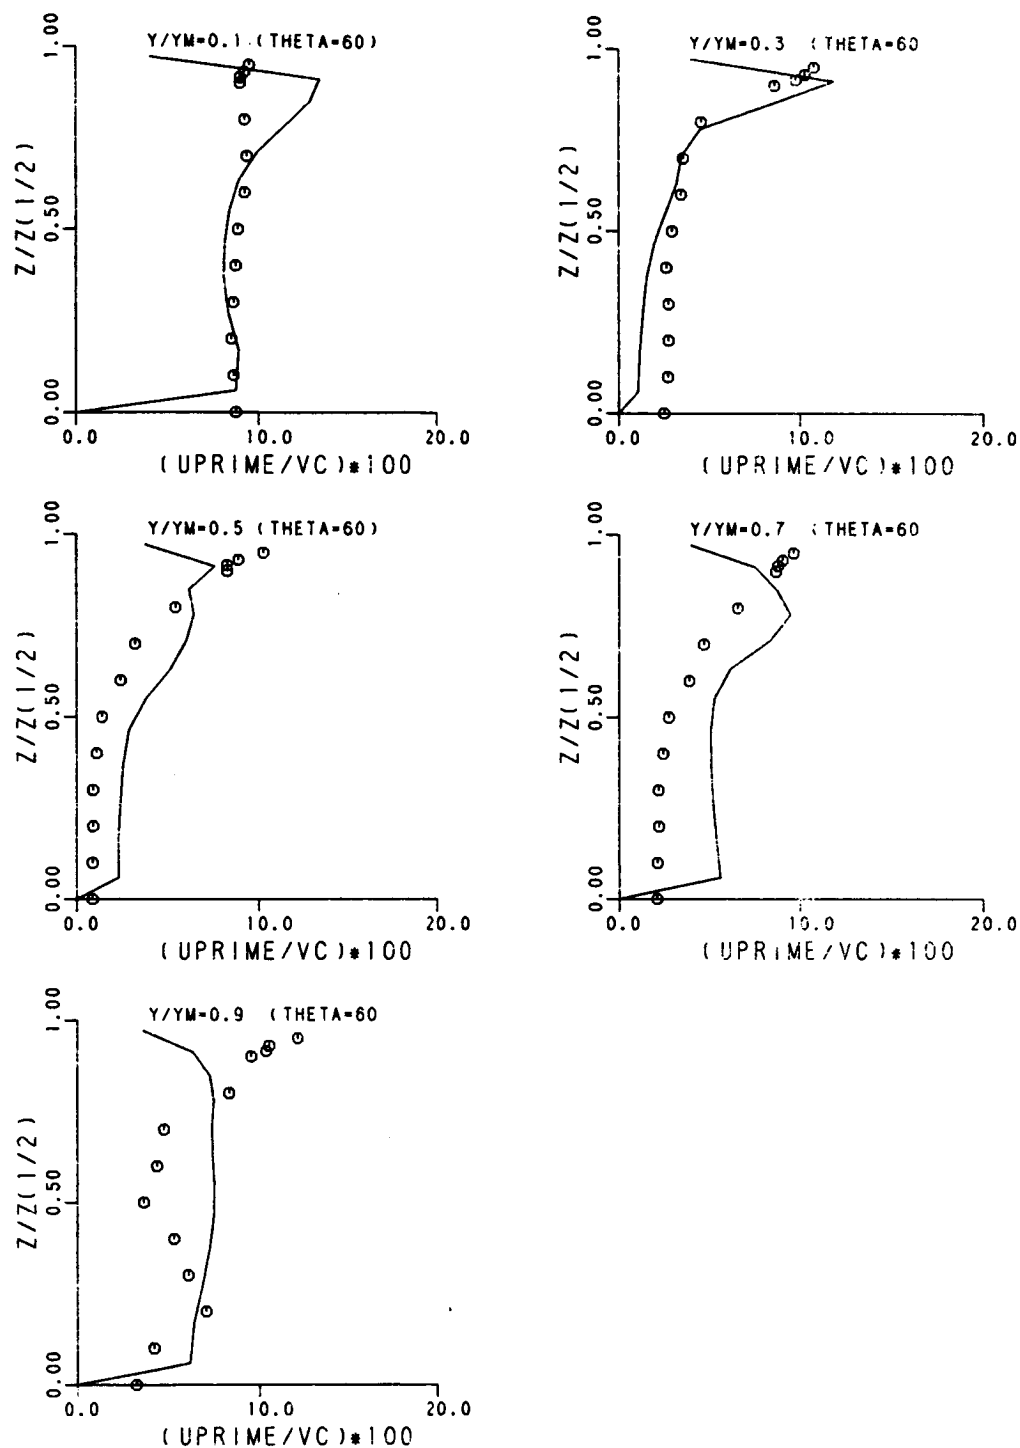 Y/YM=0.1 (THETA=60)
1.00
0.50
0.00
Z/Z(1/2)
0.0 10.0 20.0
(UPRIME/VC)*100
Y/YM=0.3 (THETA=60
1.00
0.50
0.00
Z/Z(1/2)
0.0 10.0 20.0
(UPRIME/VC)*100
Y/YM=0.5 (THETA=60)
1.00
0.50
0.00
Z/Z(1/2)
0.0 10.0 20.0
(UPRIME/VC)*100
Y/YM=0.7 (THETA=60
1.00
0.50
0.00
Z/Z(1/2)
0.0 10.0 20.0
(UPRIME/VC)*100
Y/YM=0.9 (THETA=60
1.00
0.50
0.00
Z/Z(1/2)
0.0 10.0 20.0
(UPRIME/VC)*100